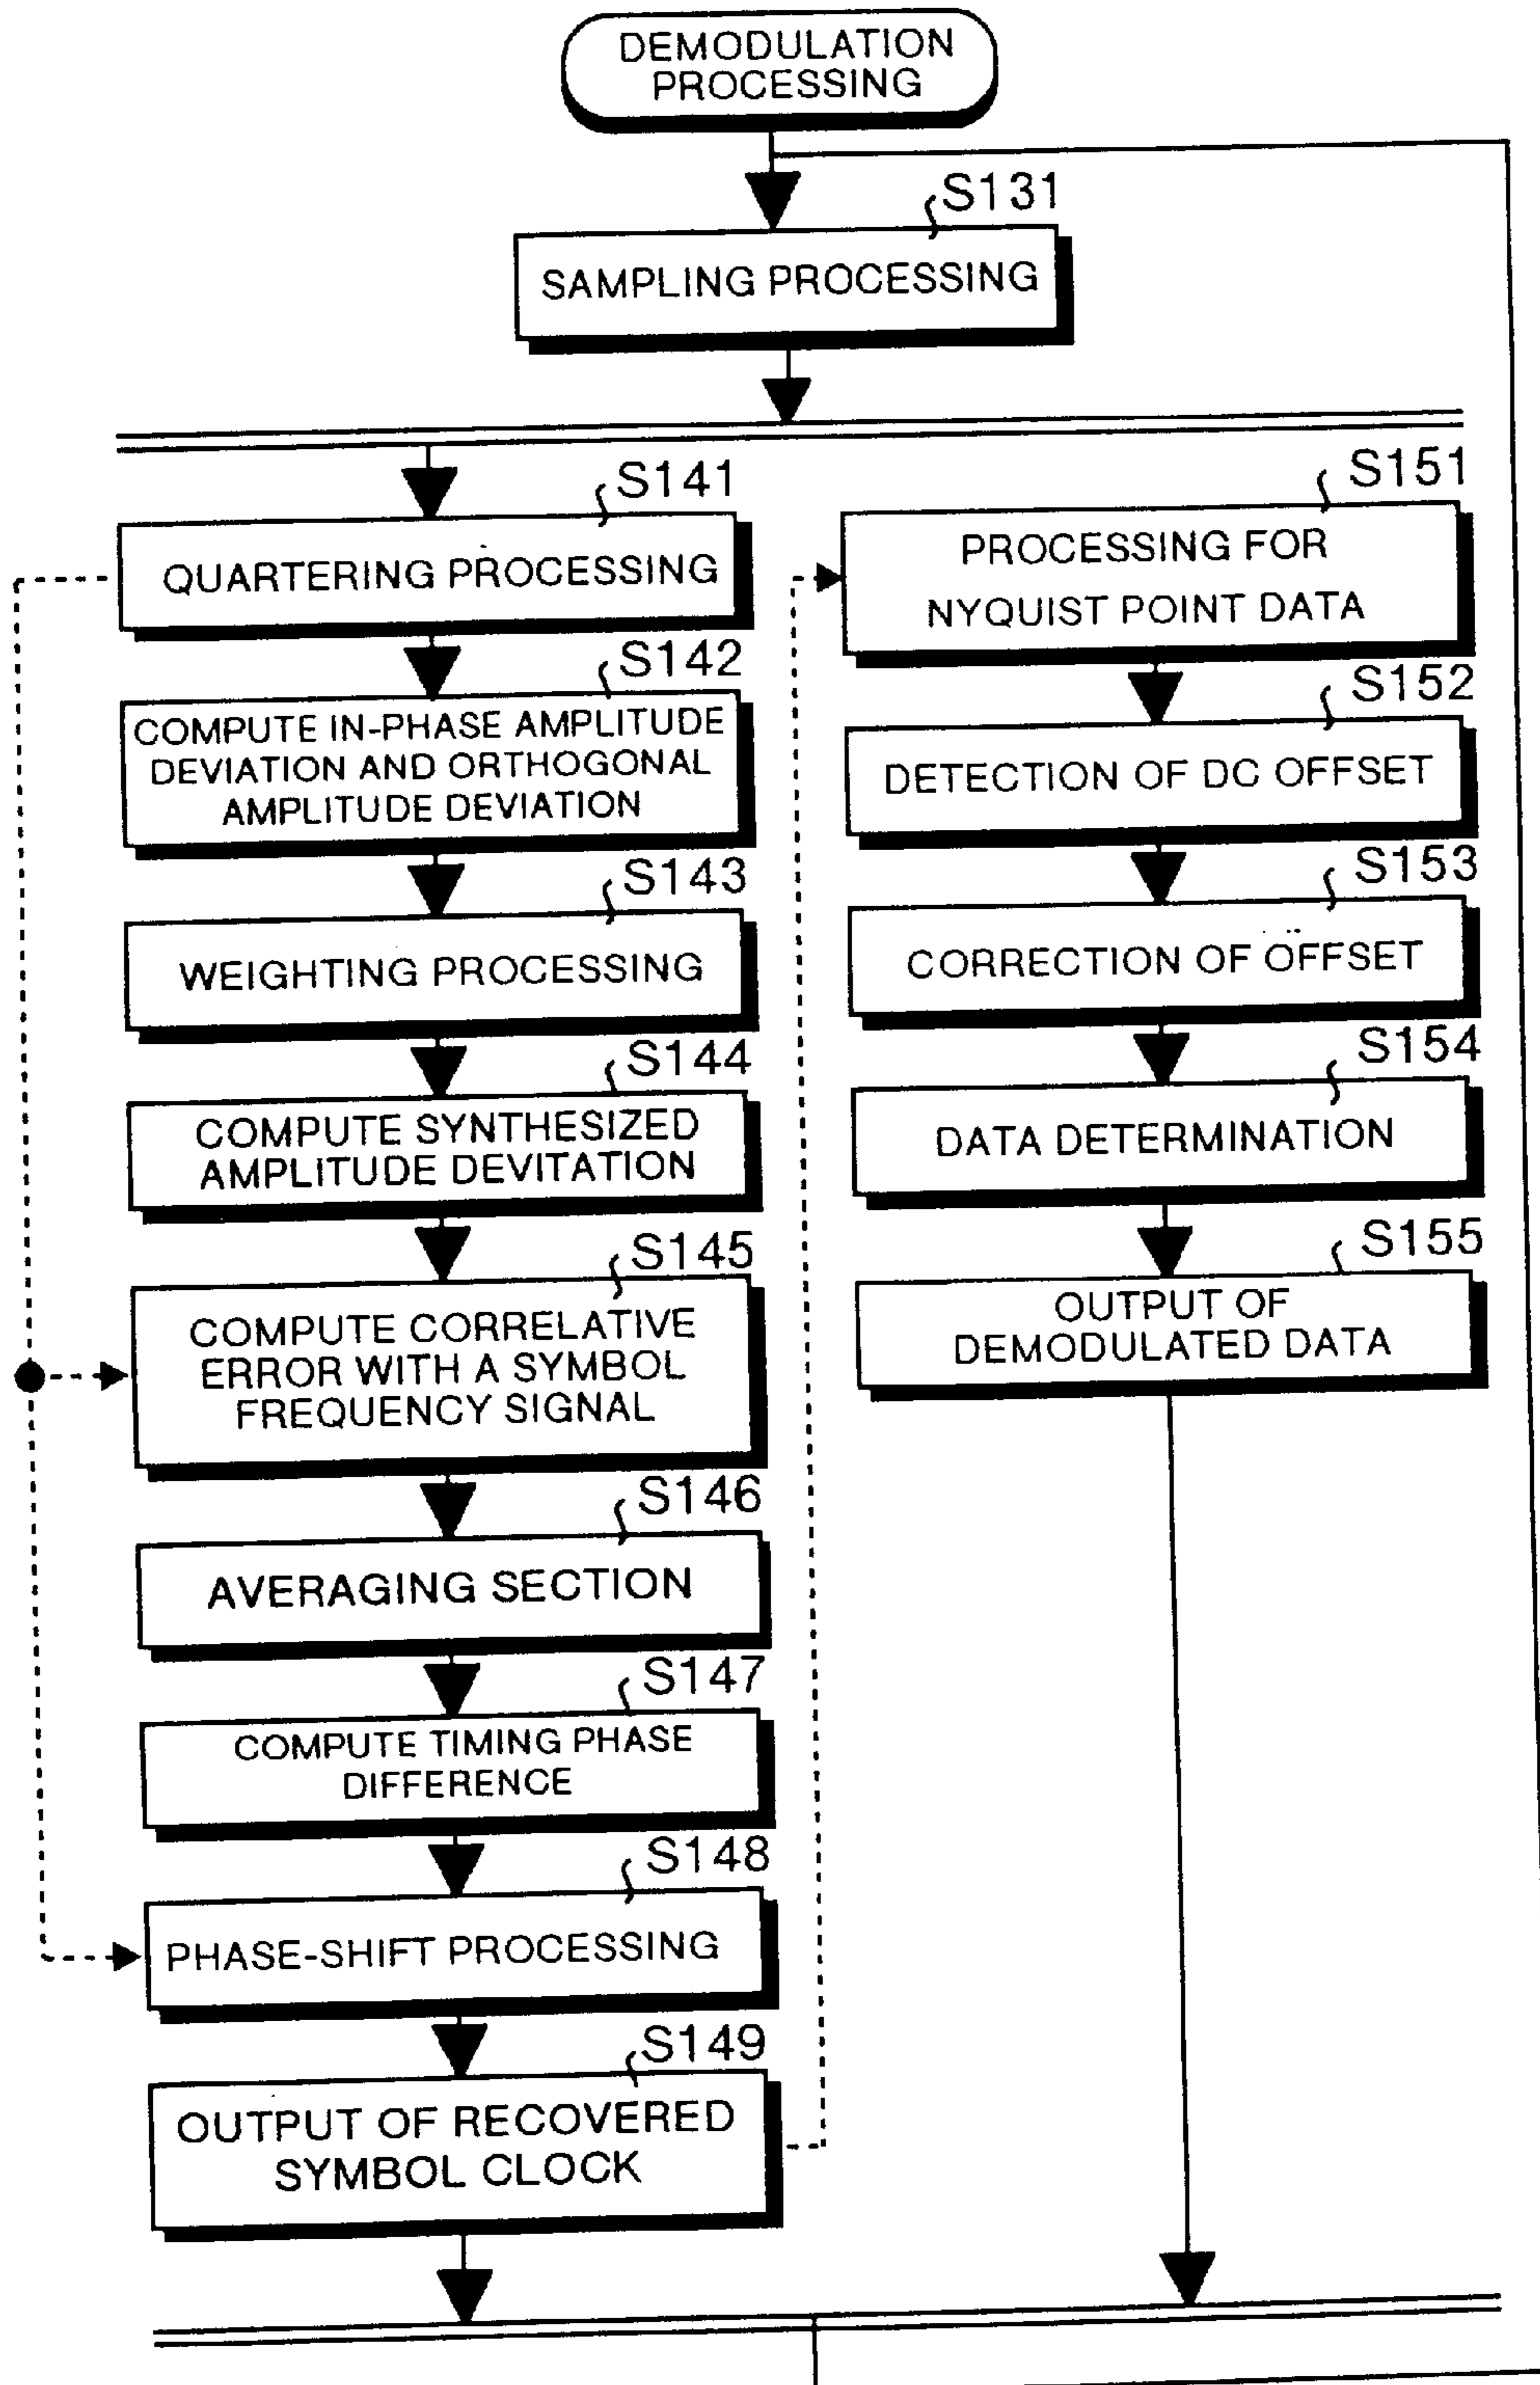 DEMODULATION
PROCESSING
S131
SAMPLING PROCESSING
S141
QUARTERING PROCESSING
S142
COMPUTE IN-PHASE AMPLITUDE
DEVIATION AND ORTHOGONAL
AMPLITUDE DEVIATION
S143
WEIGHTING PROCESSING
S144
COMPUTE SYNTHESIZED
AMPLITUDE DEVITATION
S145
COMPUTE CORRELATIVE
ERROR WITH A SYMBOL
FREQUENCY SIGNAL
S146
AVERAGING SECTION
S147
COMPUTE TIMING PHASE
DIFFERENCE
S148
PHASE-SHIFT PROCESSING
S149
OUTPUT OF RECOVERED
SYMBOL CLOCK
S151
PROCESSING FOR
NYQUIST POINT DATA
S152
DETECTION OF DC OFFSET
S153
CORRECTION OF OFFSET
S154
DATA DETERMINATION
S155
OUTPUT OF
DEMODULATED DATA